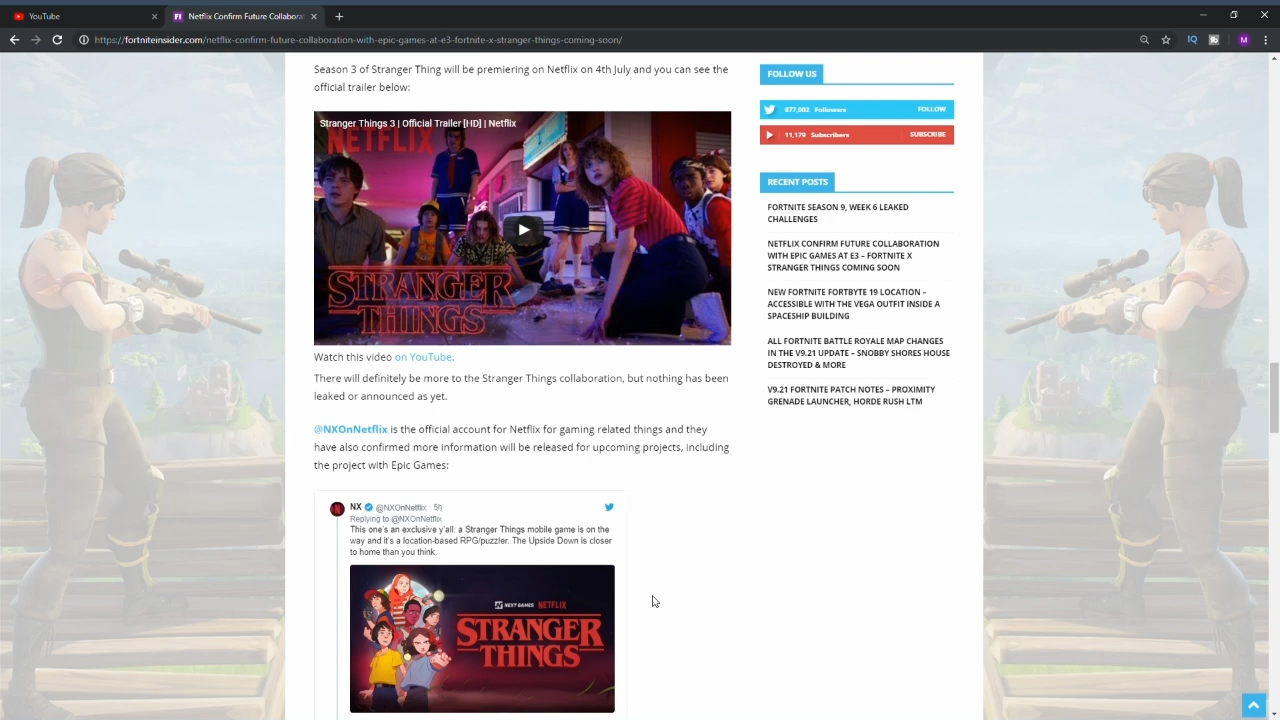 YouTube
Netflix Confirm Future Collaborat
https://fortniteinsider.com/netflix-confirm-future-collaboration-with-epic-games-at-e3-fortnite-x-stranger-things-coming-soon/
Season 3 of Stranger Thing will be premiering on Netflix on 4th July and you can see the
official trailer below:
Stranger Things 3 | Official Trailer [HD] | Netflix
NETFLIX
STRANGER
THINGS
Watch this video on YouTube.
There will definitely be more to the Stranger Things collaboration, but nothing has been
leaked or announced as yet.
@NXOnNetflix is the official account for Netflix for gaming related things and they
have also confirmed more information will be released for upcoming projects, including
the project with Epic Games:
NX @NXOnNetflix · 5h
Replying to @NXOnNetflix
This one's an exclusive y'all: a Stranger Things mobile game is on the
way and it's a location-based RPG/puzzler. The Upside Down is closer
to home than you think.
NEXT GAMES NETFLIX
STRANGER
THINGS
FOLLOW US
877,002 Followers FOLLOW
11,179 Subscribers SUBSCRIBE
RECENT POSTS
FORTNITE SEASON 9, WEEK 6 LEAKED
CHALLENGES
NETFLIX CONFIRM FUTURE COLLABORATION
WITH EPIC GAMES AT E3 – FORTNITE X
STRANGER THINGS COMING SOON
NEW FORTNITE FORTBYTE 19 LOCATION –
ACCESSIBLE WITH THE VEGA OUTFIT INSIDE A
SPACESHIP BUILDING
ALL FORTNITE BATTLE ROYALE MAP CHANGES
IN THE V9.21 UPDATE – SNOBBY SHORES HOUSE
DESTROYED & MORE
V9.21 FORTNITE PATCH NOTES – PROXIMITY
GRENADE LAUNCHER, HORDE RUSH LTM